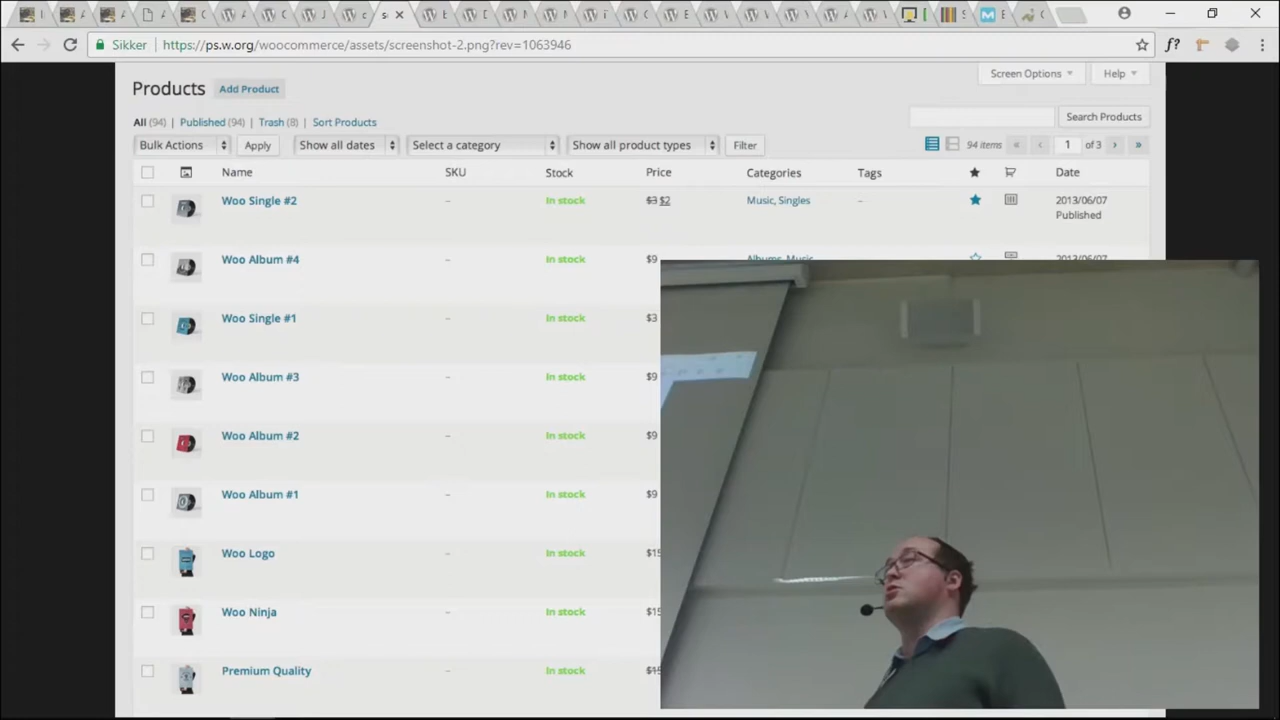 Sikker https://ps.w.org/woocommerce/assets/screenshot-2.png?rev=1063946
Screen Options Help
Products Add Product
All (94) | Published (94) | Trash (8) | Sort Products
Search Products
Bulk Actions Apply Show all dates Select a category Show all product types Filter 94 items « ‹ 1 of 3 › »
Name SKU Stock Price Categories Tags Date
Woo Single #2 – In stock $3 $2 Music, Singles – 2013/06/07
Published
Woo Album #4 – In stock $9 Albums, Music 2013/06/07
Woo Single #1 – In stock $3
Woo Album #3 – In stock $9
Woo Album #2 – In stock $9
Woo Album #1 – In stock $9
Woo Logo – In stock
Woo Ninja – In stock
Premium Quality – In stock